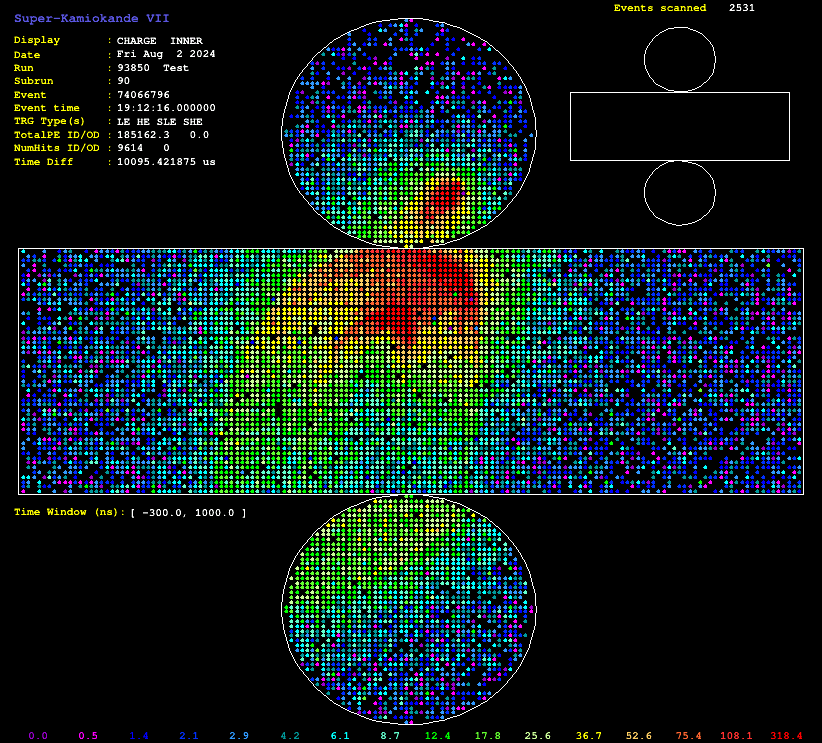 Super-Kamiokande VII
Events scanned 2531
Display : CHARGE INNER
Date : Fri Aug 2 2024
Run : 93850 Test
Subrun : 90
Event : 74066796
Event time : 19:12:16.000000
TRG Type(s) : LE HE SLE SHE
TotalPE ID/OD : 185162.3 0.0
NumHits ID/OD : 9614 0
Time Diff : 10095.421875 us
Time Window (ns): [ -300.0, 1000.0 ]
0.0 0.5 1.4 2.1 2.9 4.2 6.1 8.7 12.4 17.8 25.6 36.7 52.6 75.4 108.1 318.4